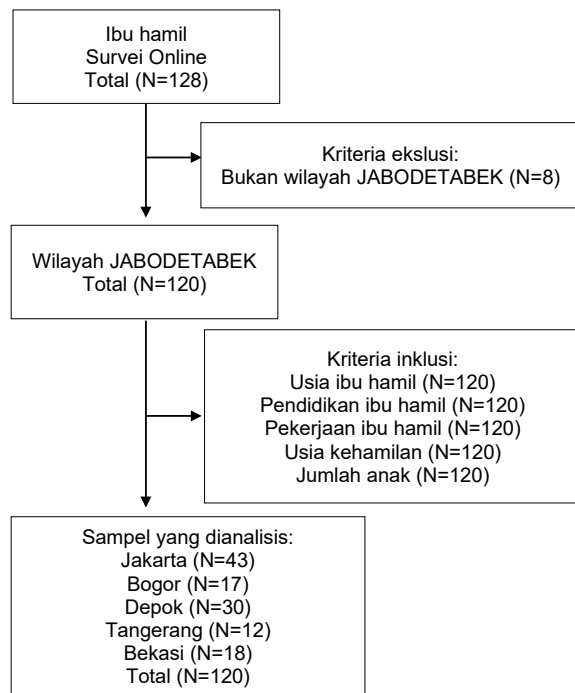 Ibu hamil
Survei Online
Total (N=128)
Kriteria ekslusi:
Bukan wilayah JABODETABEK (N=8)
Wilayah JABODETABEK
Total (N=120)
Kriteria inklusi:
Usia ibu hamil (N=120)
Pendidikan ibu hamil (N=120)
Pekerjaan ibu hamil (N=120)
Usia kehamilan (N=120)
Jumlah anak (N=120)
Sampel yang dianalisis:
Jakarta (N=43)
Bogor (N=17)
Depok (N=30)
Tangerang (N=12)
Bekasi (N=18)
Total (N=120)